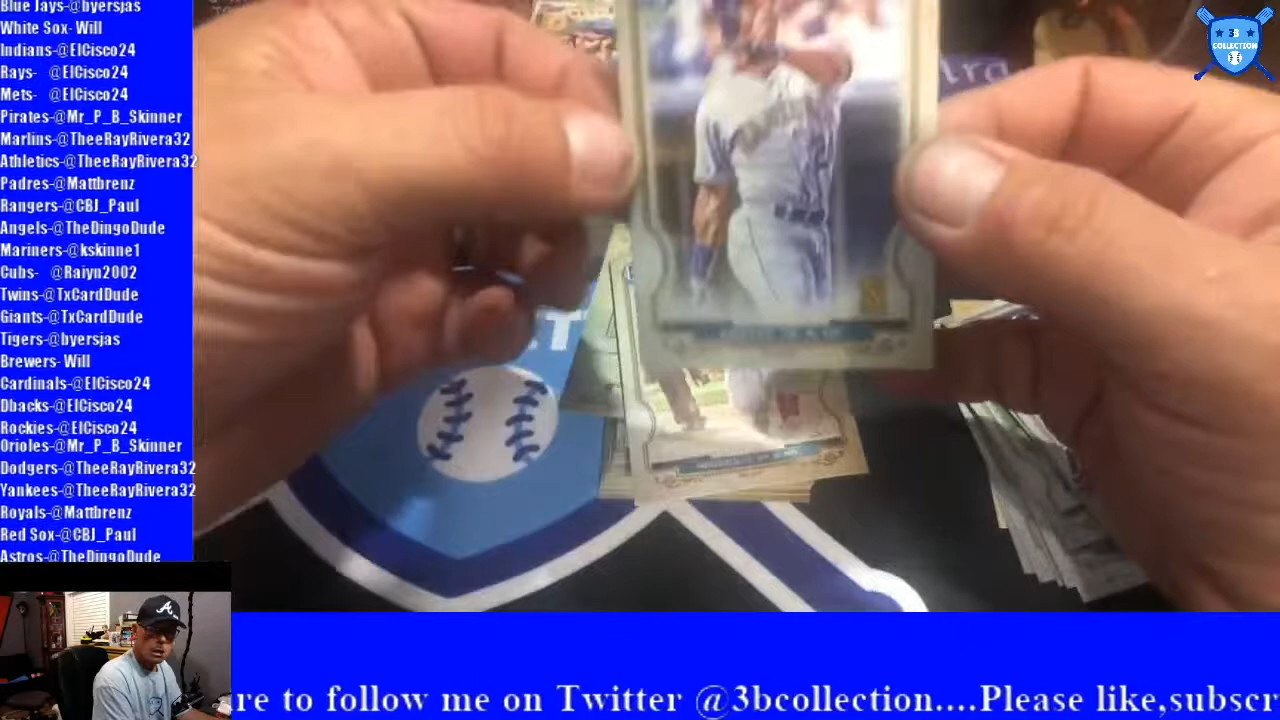 Blue Jays-@byersjas
White Sox- Will
Indians-@ElCisco24
Rays- @ElCisco24
Mets- @ElCisco24
Pirates-@Mr_P_B_Skinner
Marlins-@TheeRayRivera32
Athletics-@TheeRayRivera32
Padres-@Mattbrenz
Rangers-@CBJ_Paul
Angels-@TheDingoDude
Mariners-@kskinne1
Cubs- @Raiyn2002
Twins-@TxCardDude
Giants-@TxCardDude
Tigers-@byersjas
Brewers- Will
Cardinals-@ElCisco24
Dbacks-@ElCisco24
Rockies-@ElCisco24
Orioles-@Mr_P_B_Skinner
Dodgers-@TheeRayRivera32
Yankees-@TheeRayRivera32
Royals-@Mattbrenz
Red Sox-@CBJ_Paul
Astros-@TheDingoDude
3B
COLLECTION
A
re to follow me on Twitter @3bcollection....Please like,subscr